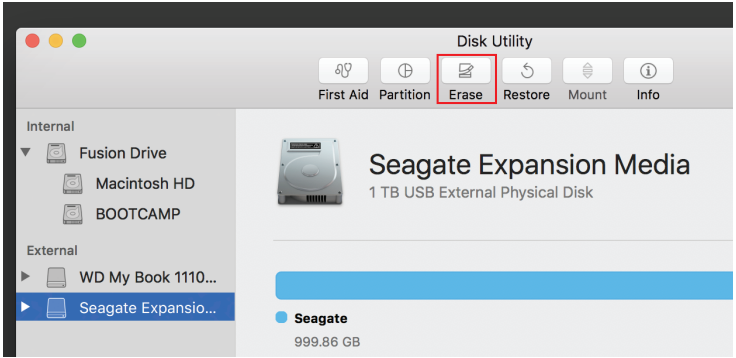 Disk Utility
First Aid Partition Erase Restore Mount Info
Internal
Fusion Drive
Macintosh HD
BOOTCAMP
External
WD My Book 1110...
Seagate Expansio...
Seagate Expansion Media
1 TB USB External Physical Disk
Seagate
999.86 GB